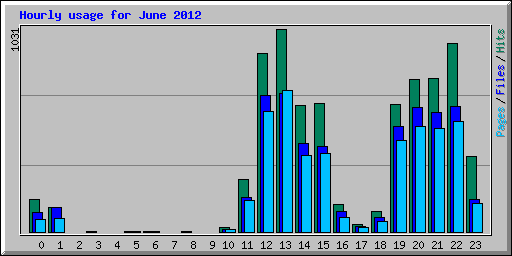 Hourly usage for June 2012
1031
Pages / Files / Hits
0 1 2 3 4 5 6 7 8 9 10 11 12 13 14 15 16 17 18 19 20 21 22 23